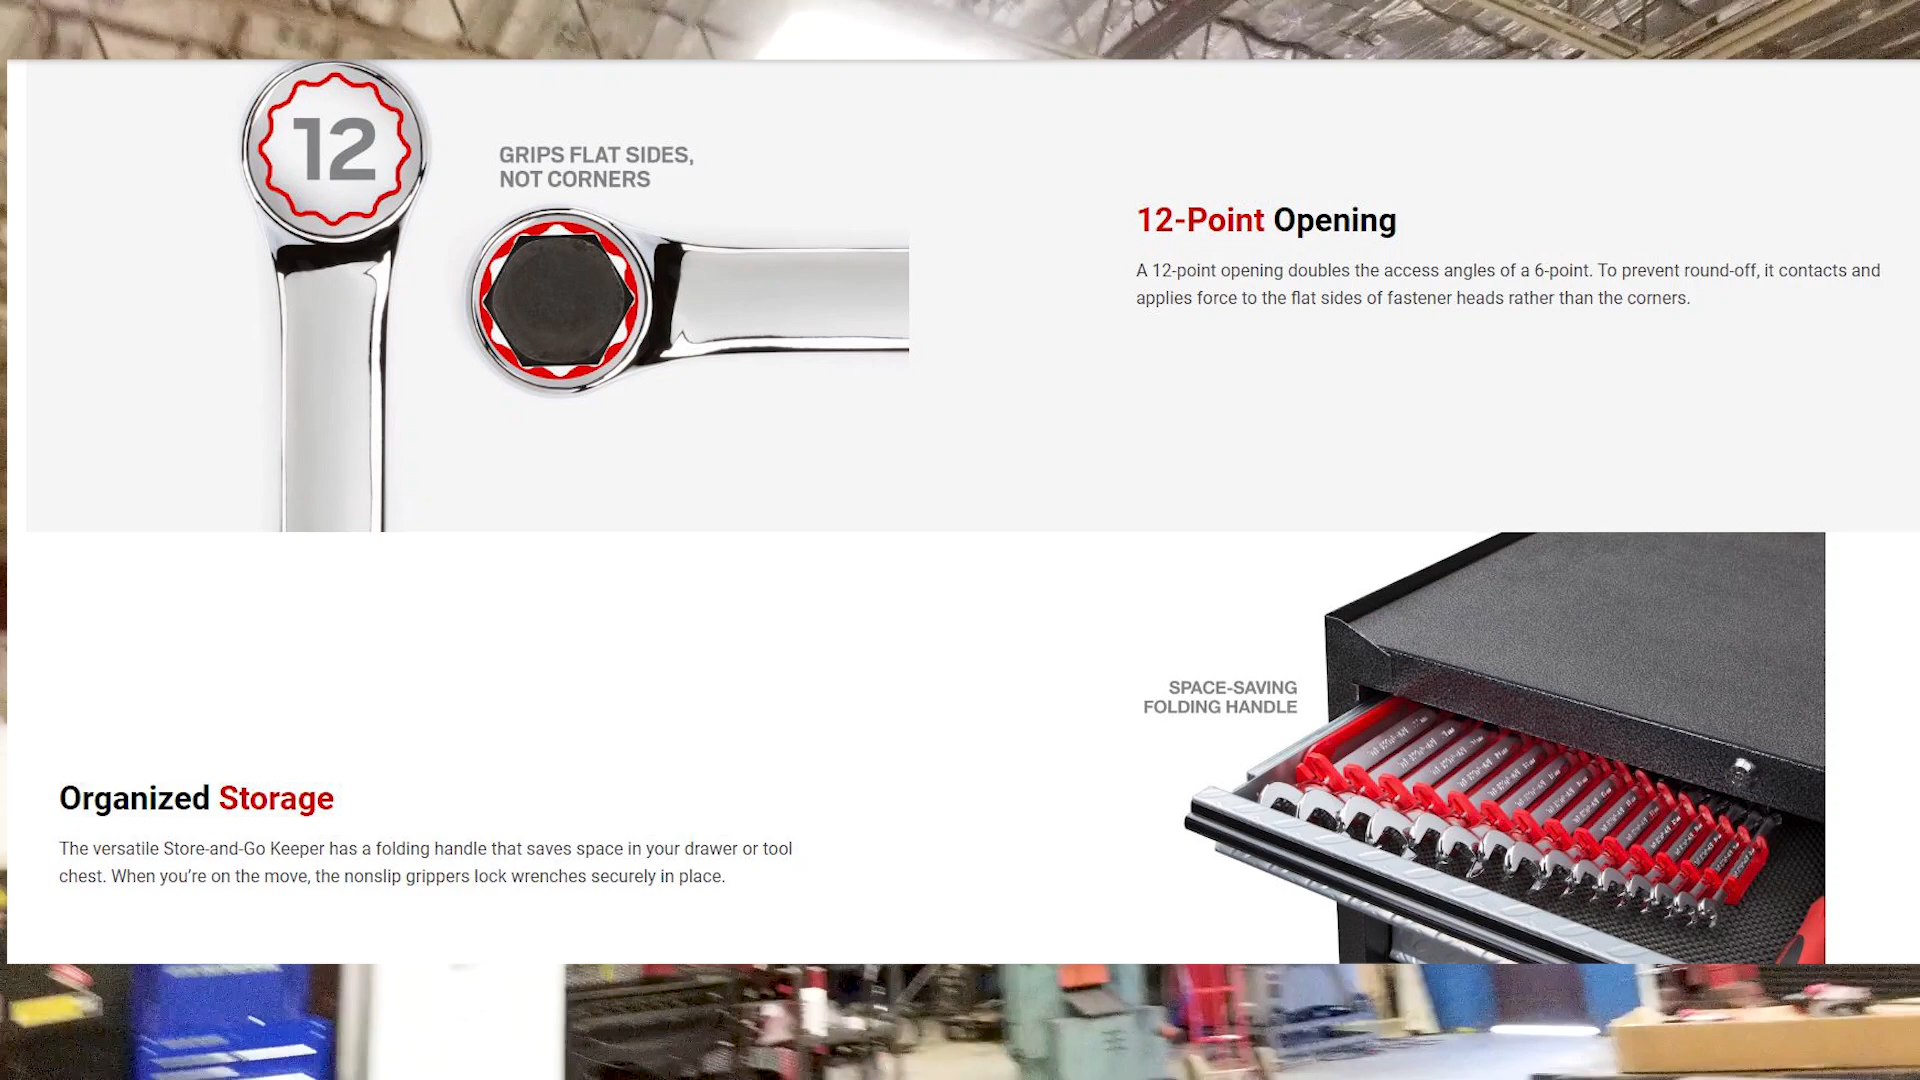 12
GRIPS FLAT SIDES,
NOT CORNERS
12-Point Opening
A 12-point opening doubles the access angles of a 6-point. To prevent round-off, it contacts and
applies force to the flat sides of fastener heads rather than the corners.
SPACE-SAVING
FOLDING HANDLE
Organized Storage
The versatile Store-and-Go Keeper has a folding handle that saves space in your drawer or tool
chest. When you’re on the move, the nonslip grippers lock wrenches securely in place.